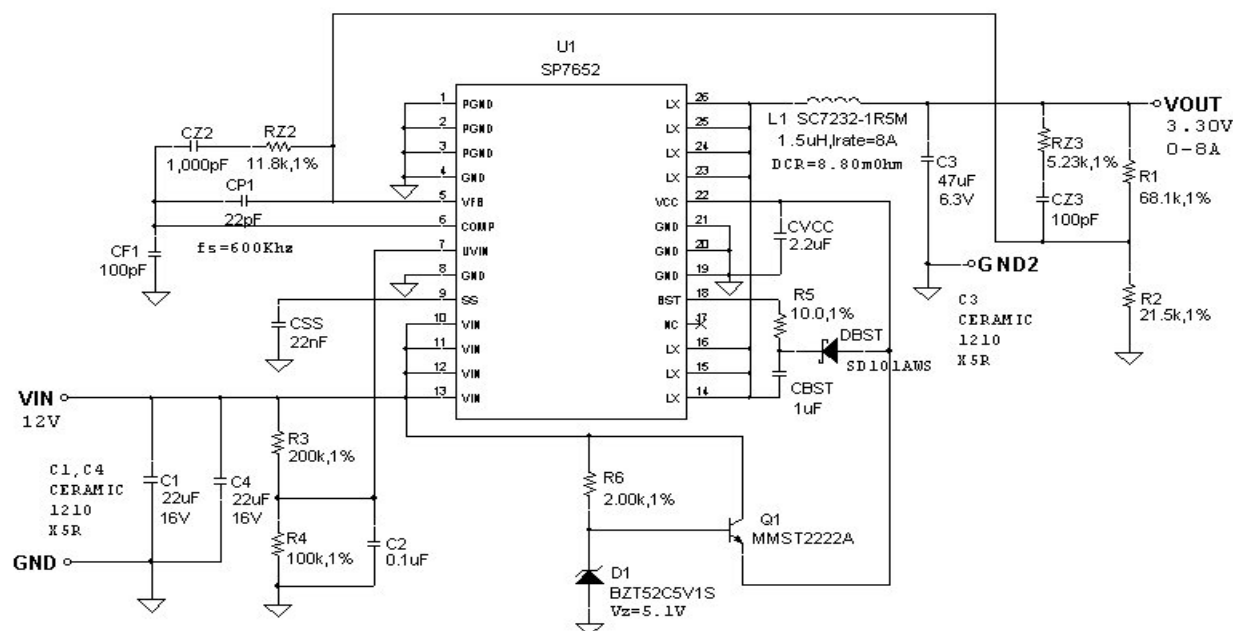 U1
SP7652
1 PGND LX 26
2 PGND LX 25
3 PGND LX 24
4 GND LX 23
5 VFB VCC 22
6 COMP GND 21
7 UVIN GND 20
8 GND GND 19
9 SS BST 18
10 VIN NC 17
11 VIN LX 16
12 VIN LX 15
13 VIN LX 14
CZ2
1,000pF
RZ2
11.8k,1%
CP1
22pF
CF1
100pF
fs=600Khz
CSS
22nF
L1 SC7232-1R5M
1.5uH,Irate=8A
DCR=8.80mOhm
C3
47uF
6.3V
RZ3
5.23k,1%
CZ3
100pF
R1
68.1k,1%
VOUT
3.30V
0-8A
GND2
R2
21.5k,1%
C3
CERAMIC
1210
X5R
CVCC
2.2uF
R5
10.0,1%
DBST
SD101AWS
CBST
1uF
VIN
12V
C1,C4
CERAMIC
1210
X5R
GND
C1
22uF
16V
C4
22uF
16V
R3
200k,1%
R4
100k,1%
C2
0.1uF
R6
2.00k,1%
Q1
MMST2222A
D1
BZT52C5V1S
Vz=5.1V